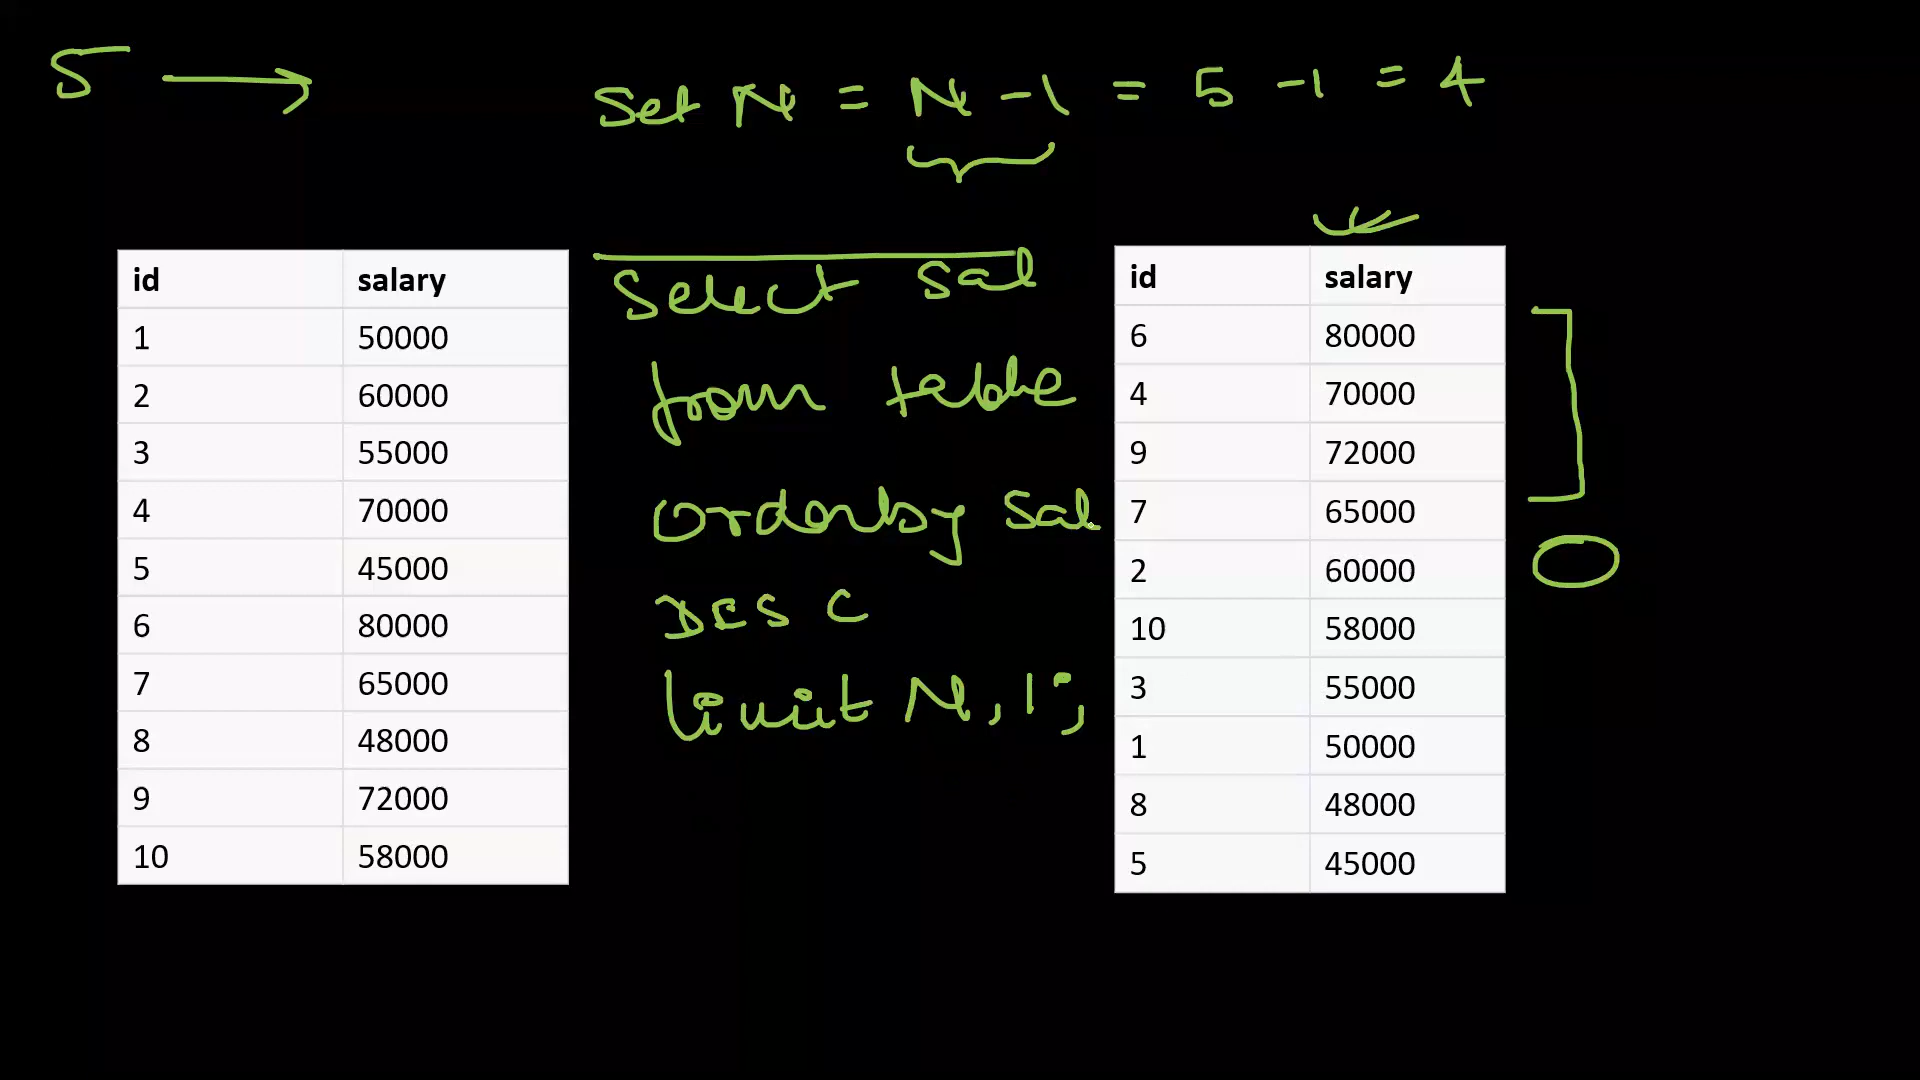 5 →
Set N = N - 1 = 5 - 1 = 4
id salary
1 50000
2 60000
3 55000
4 70000
5 45000
6 80000
7 65000
8 48000
9 72000
10 58000
Select Sal
from table
Orderby Sal
DESC
limit N, 1;
id salary
6 80000
4 70000
9 72000
7 65000
2 60000
10 58000
3 55000
1 50000
8 48000
5 45000